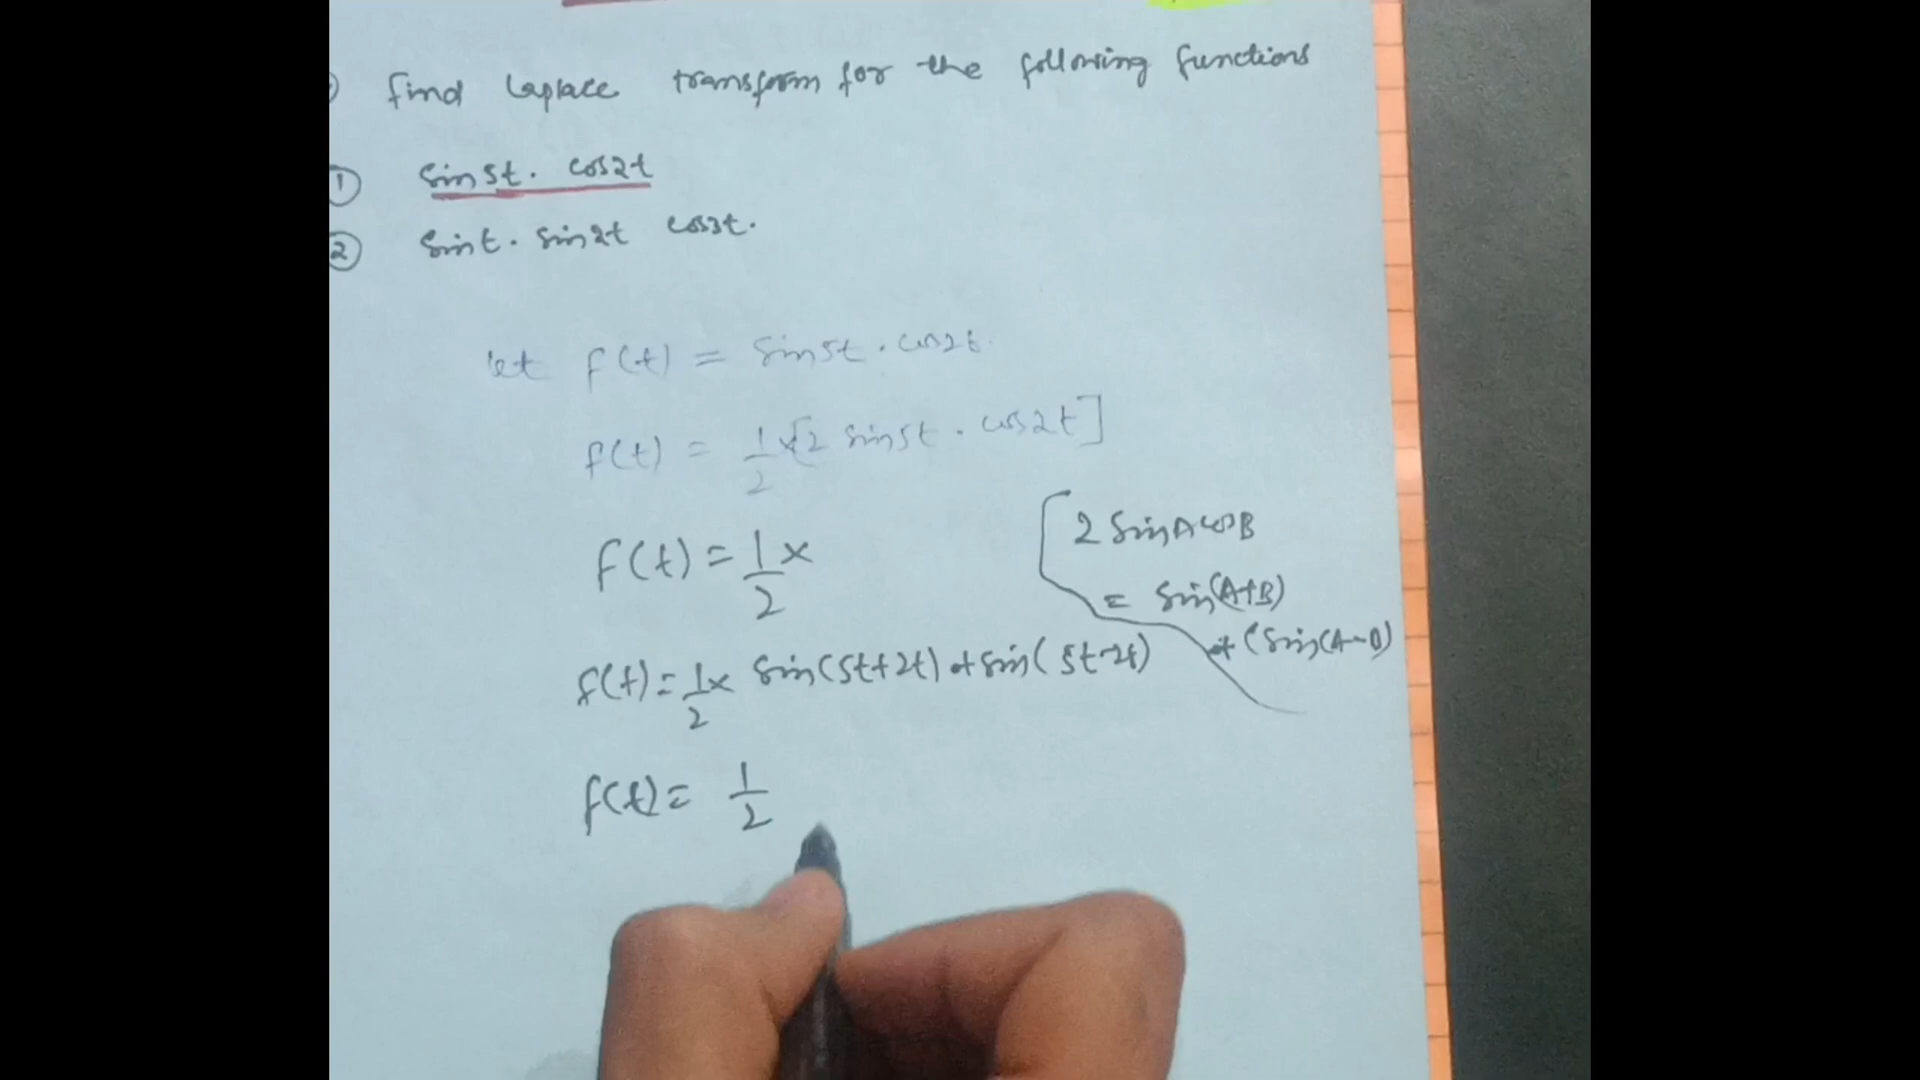 find Laplace transform for the following functions
① sin5t. cos2t
② sint. sin2t cos3t.
let f(t) = sin5t. cos2t.
f(t) = 1/2 x[2 sin5t. cos2t]
f(t) = 1/2 x
2 sinA cosB
= sin(A+B)
+ (sin(A-B)
f(t) = 1/2 x sin(5t+2t) + sin(5t-2t)
f(t) = 1/2